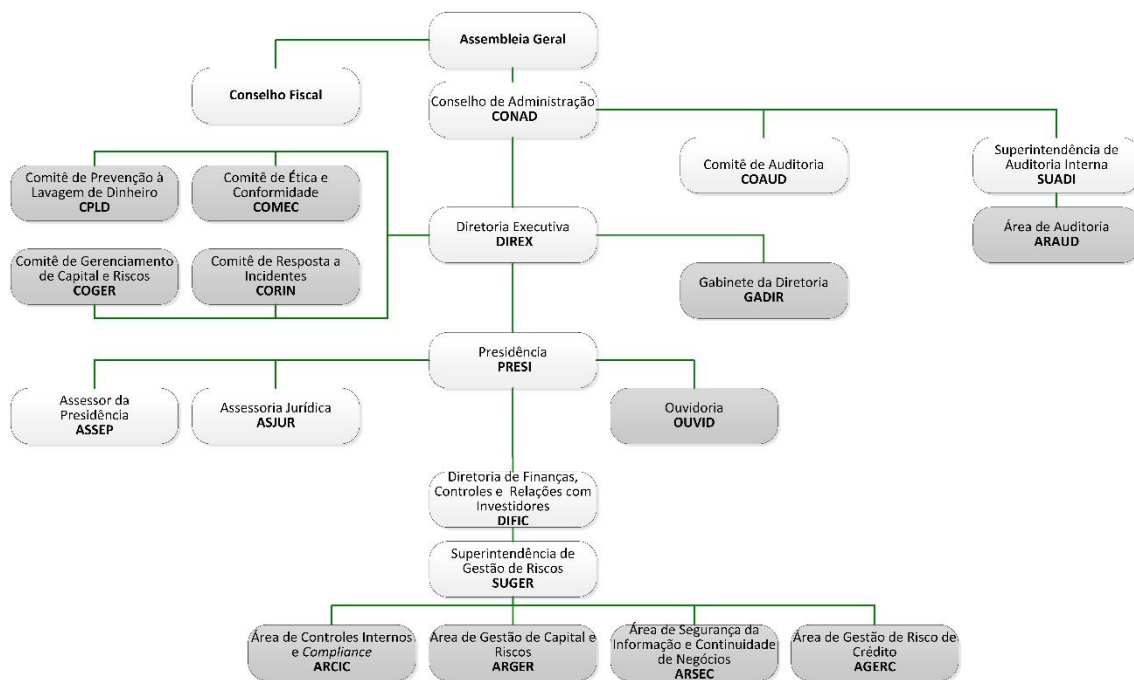 Assembleia Geral
Conselho Fiscal
Conselho de Administração
CONAD
Comitê de Auditoria
COAUD
Superintendência de
Auditoria Interna
SUADI
Comitê de Prevenção à
Lavagem de Dinheiro
CPLD
Comitê de Ética e
Conformidade
COMEC
Diretoria Executiva
DIREX
Área de Auditoria
ARAUD
Comitê de Gerenciamento
de Capital e Riscos
COGER
Comitê de Resposta a
Incidentes
CORIN
Gabinete da Diretoria
GADIR
Presidência
PRESI
Assessor da
Presidência
ASSEP
Assessoria Jurídica
ASJUR
Ouvidoria
OUVID
Diretoria de Finanças,
Controles e Relações com
Investidores
DIFIC
Superintendência de
Gestão de Riscos
SUGER
Área de Controles Internos
e Compliance
ARCIC
Área de Gestão de Capital e
Riscos
ARGER
Área de Segurança da
Informação e Continuidade
de Negócios
ARSEC
Área de Gestão de Risco de
Crédito
AGERC